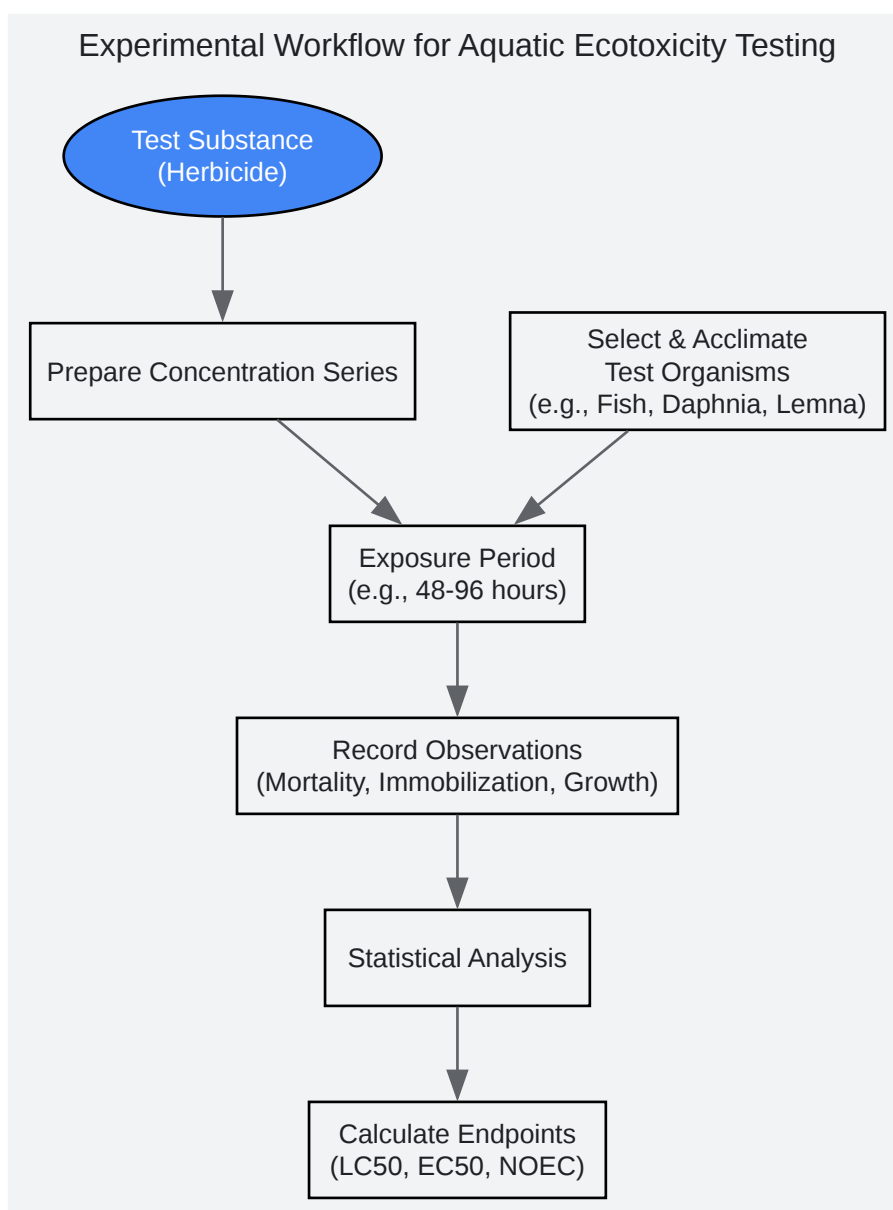 Experimental Workflow for Aquatic Ecotoxicity Testing
Test Substance
(Herbicide)
Prepare Concentration Series
Select & Acclimate
Test Organisms
(e.g., Fish, Daphnia, Lemna)
Exposure Period
(e.g., 48-96 hours)
Record Observations
(Mortality, Immobilization, Growth)
Statistical Analysis
Calculate Endpoints
(LC50, EC50, NOEC)